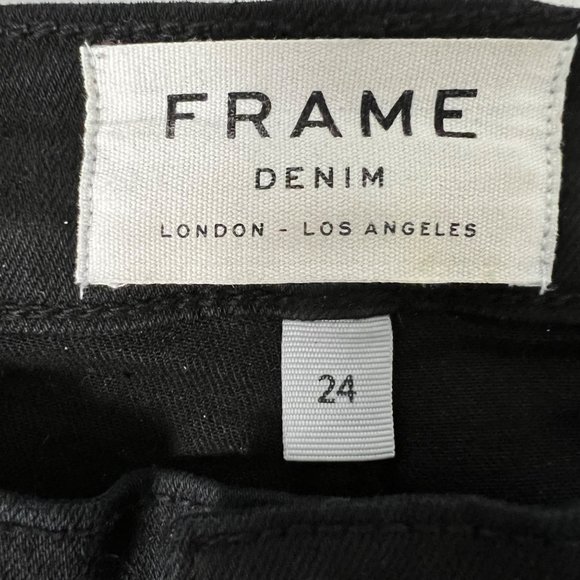 FRAME
DENIM
LONDON - LOS ANGELES
24